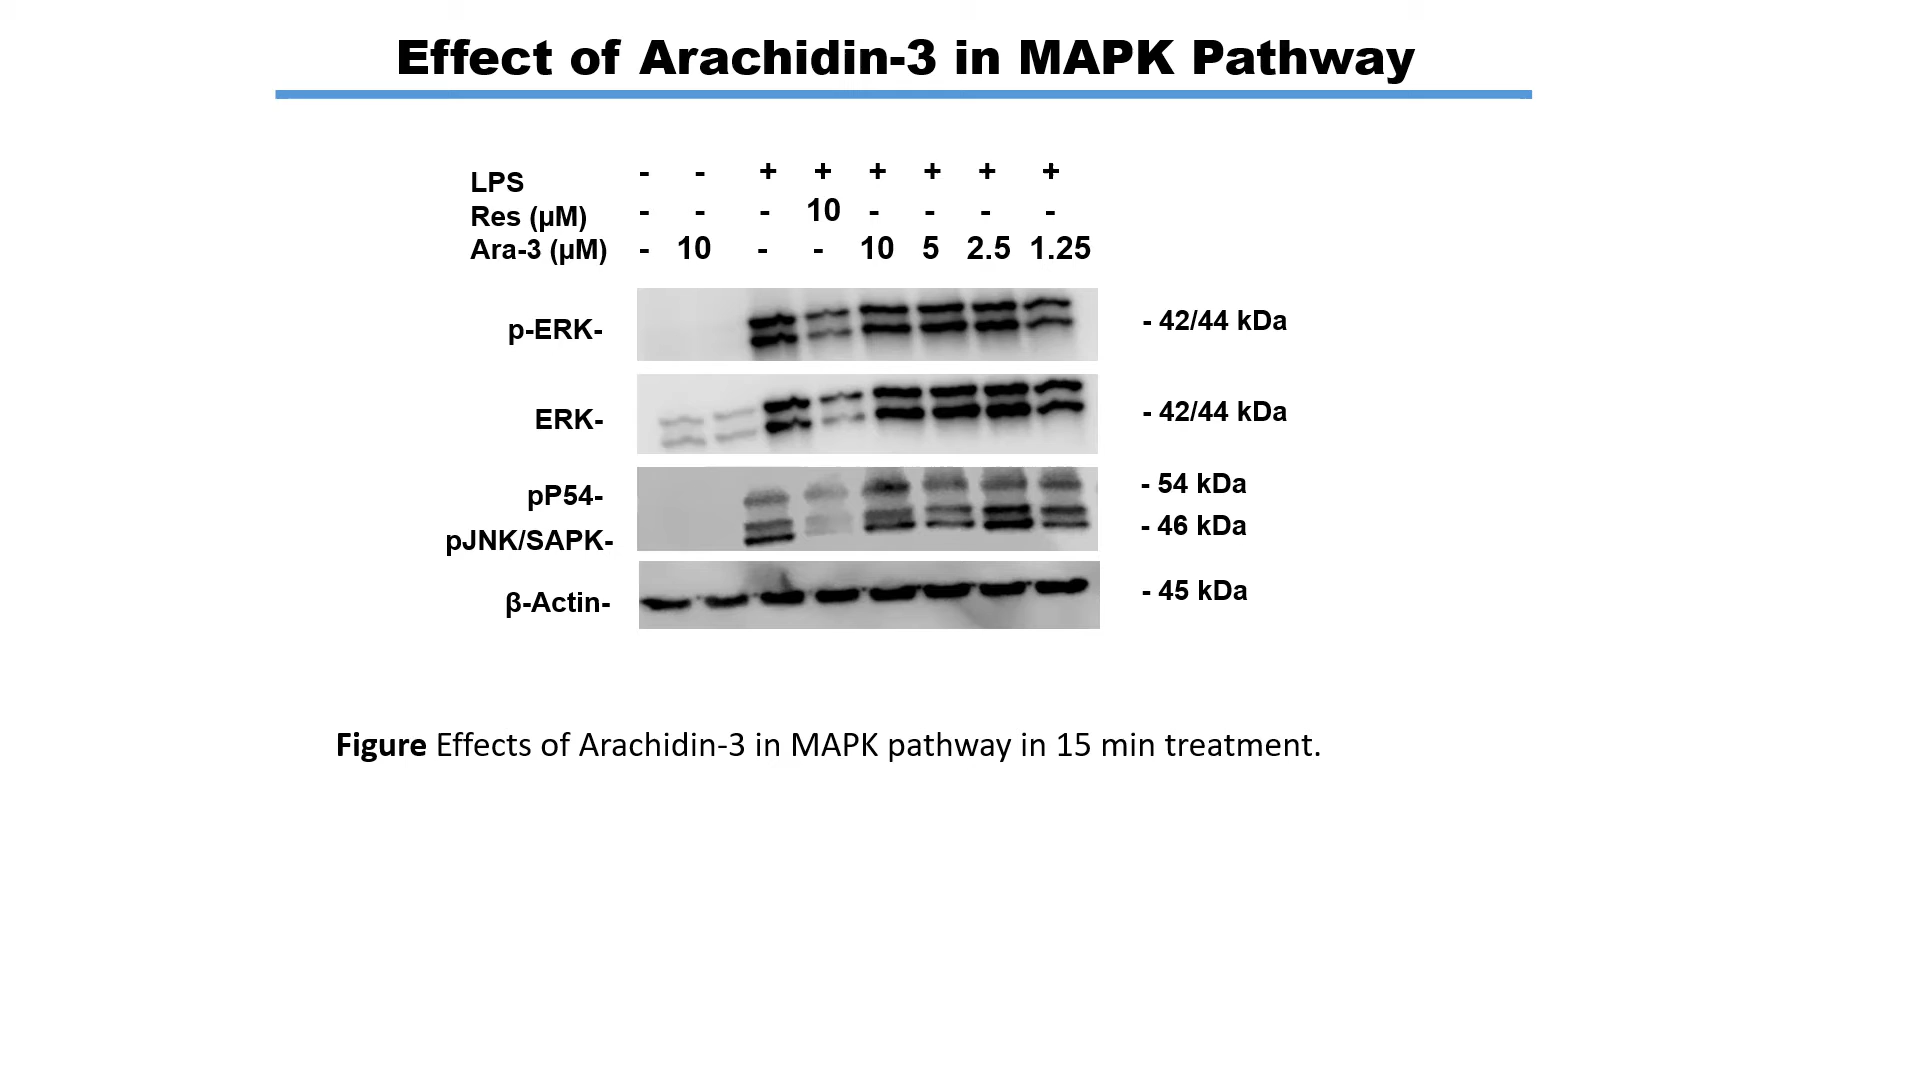 Effect of Arachidin-3 in MAPK Pathway
LPS - - + + + + + +
Res (µM) - - - 10 - - - -
Ara-3 (µM) - 10 - - 10 5 2.5 1.25
p-ERK- - 42/44 kDa
ERK- - 42/44 kDa
pP54- - 54 kDa
pJNK/SAPK- - 46 kDa
β-Actin- - 45 kDa
Figure Effects of Arachidin-3 in MAPK pathway in 15 min treatment.